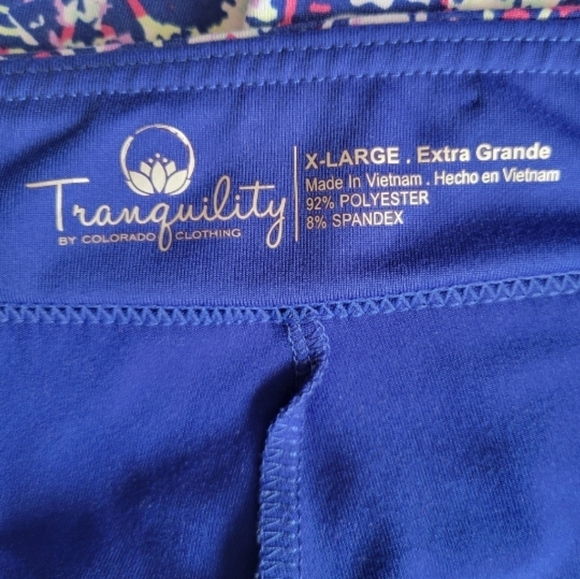 Tranquility
BY COLORADO CLOTHING
X-LARGE . Extra Grande
Made In Vietnam . Hecho en Vietnam
92% POLYESTER
8% SPANDEX